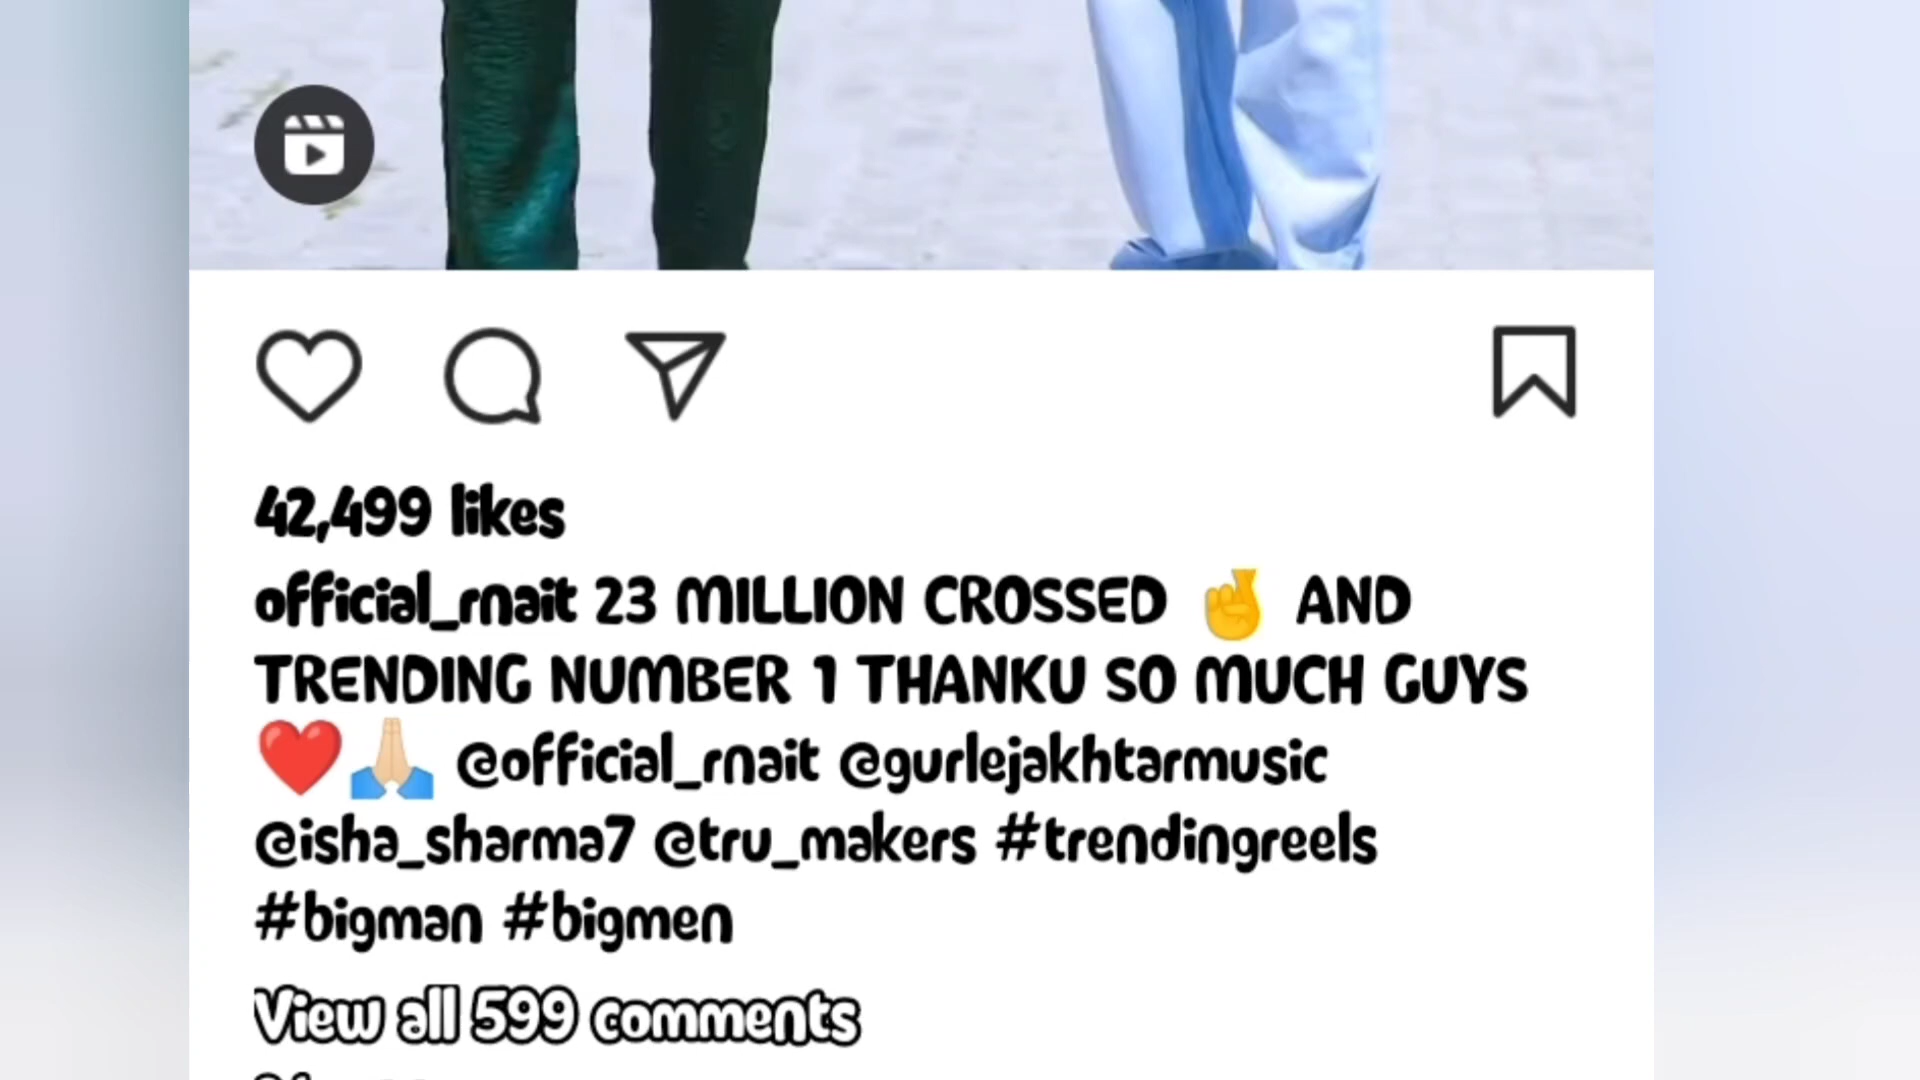 42,499 likes
official_rnait 23 MILLION CROSSED 🤞 AND
TRENDING NUMBER 1 THANKU SO MUCH GUYS
❤️🙏🏻 @official_rnait @gurlejakhtarmusic
@isha_sharma7 @tru_makers #trendingreels
#bigman #bigmen
View all 599 comments